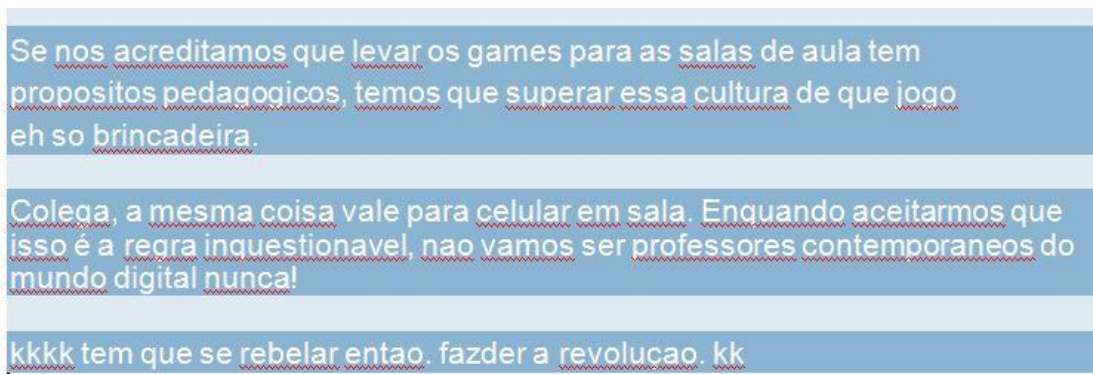 Se nos acreditamos que levar os games para as salas de aula tem
propositos pedagogicos, temos que superar essa cultura de que jogo
eh so brincadeira.
Colega, a mesma coisa vale para celular em sala. Enquando aceitarmos que
isso é a regra inquestionavel, nao vamos ser professores contemporaneos do
mundo digital nunca!
kkkk tem que se rebelar entao. fazder a revoluçao. kk